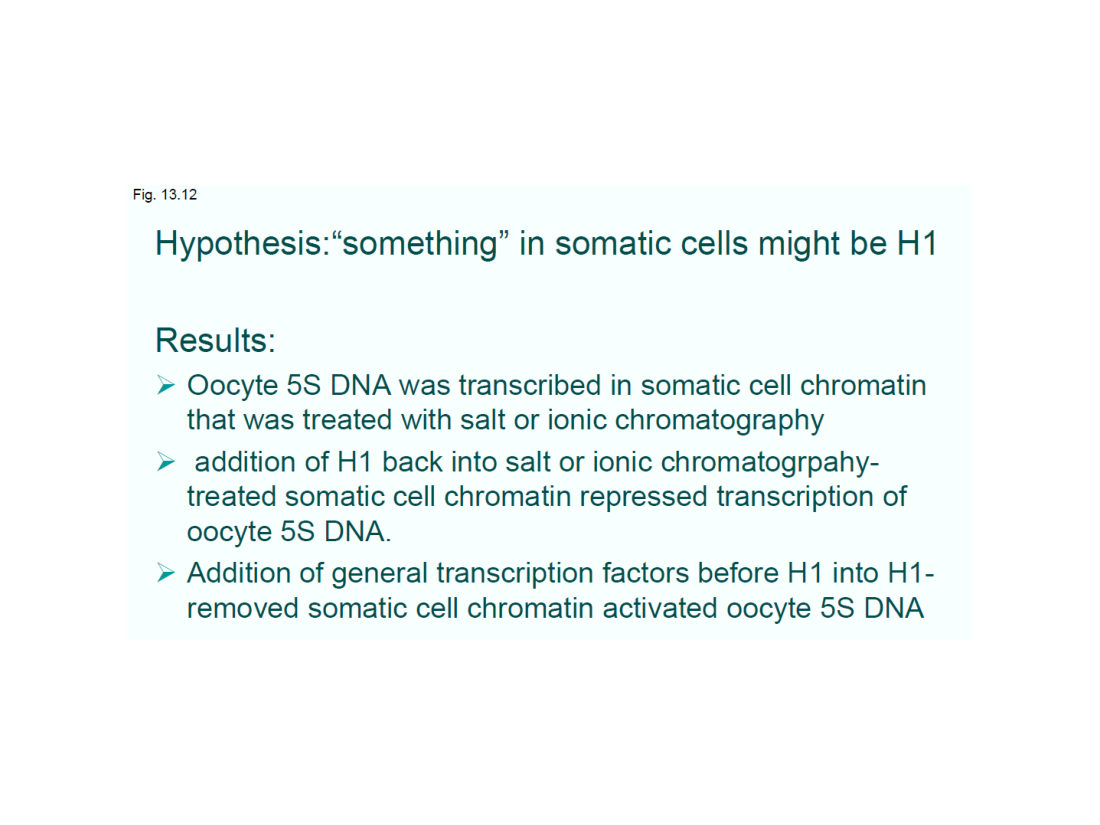 Fig. 13.12
Hypothesis:“something” in somatic cells might be H1
Results:
➢ Oocyte 5S DNA was transcribed in somatic cell chromatin
that was treated with salt or ionic chromatography
➢ addition of H1 back into salt or ionic chromatogrpahy-
treated somatic cell chromatin repressed transcription of
oocyte 5S DNA.
➢ Addition of general transcription factors before H1 into H1-
removed somatic cell chromatin activated oocyte 5S DNA